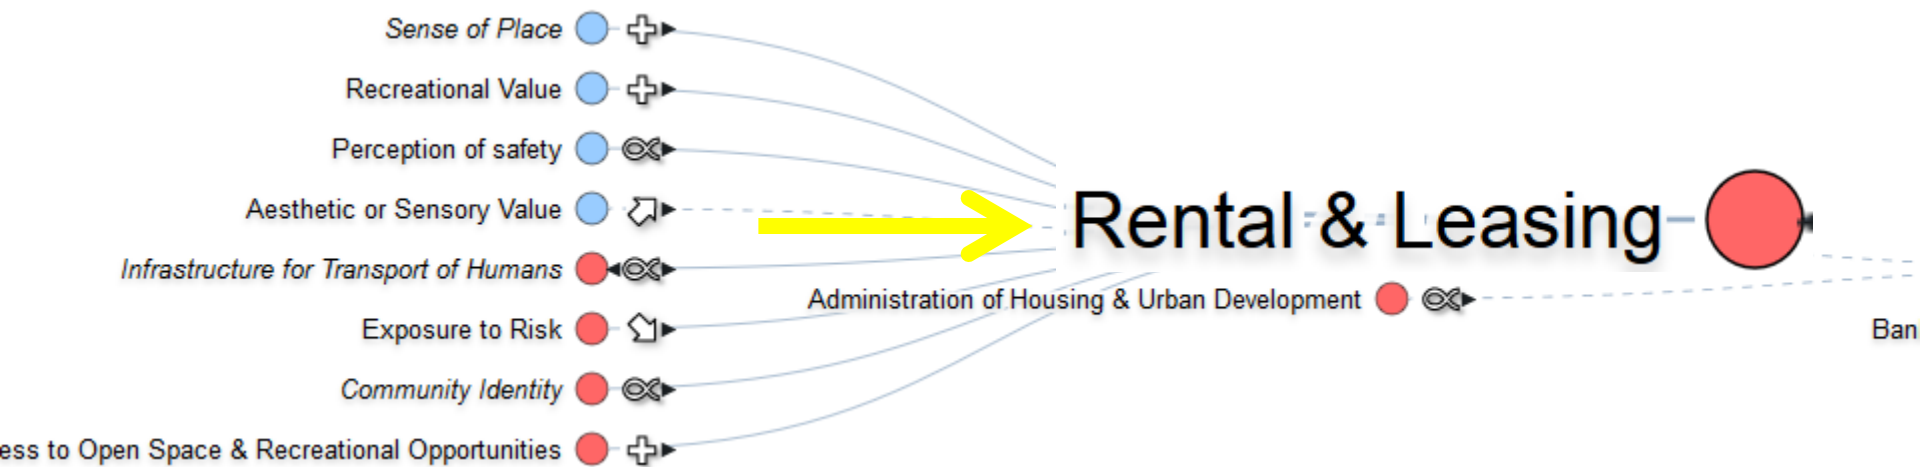 Sense of Place
Recreational Value
Perception of safety
Aesthetic or Sensory Value
Rental & Leasing
Infrastructure for Transport of Humans
Administration of Housing & Urban Development
Exposure to Risk
Ban
Community Identity
ess to Open Space & Recreational Opportunities